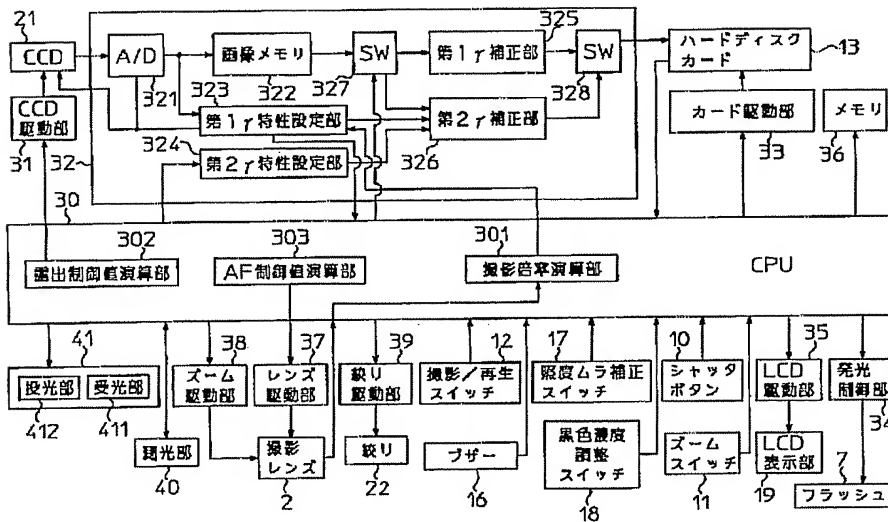 21
CCD
A/D
321
画像メモリ
322
SW
327
325
第1γ補正部
SW
328
ハードディスク
カード
13
CCD
駆動部
31
32
323
第1γ特性設定部
324
第2γ特性設定部
第2γ補正部
326
カード駆動部
33
メモリ
36
30
302
露出制御値演算部
303
AF制御値演算部
301
撮影倍率演算部
CPU
41
投光部
受光部
412
411
測光部
40
38
ズーム
駆動部
37
レンズ
駆動部
撮影
レンズ
2
39
絞り
駆動部
絞り
22
12
撮影/再生
スイッチ
ブザー
16
17
照度ムラ補正
スイッチ
黒色濃度
調整
スイッチ
18
10
シャッタ
ボタン
ズーム
スイッチ
11
35
LCD
駆動部
LCD
表示部
19
発光
制御部
34
7
フラッシュ